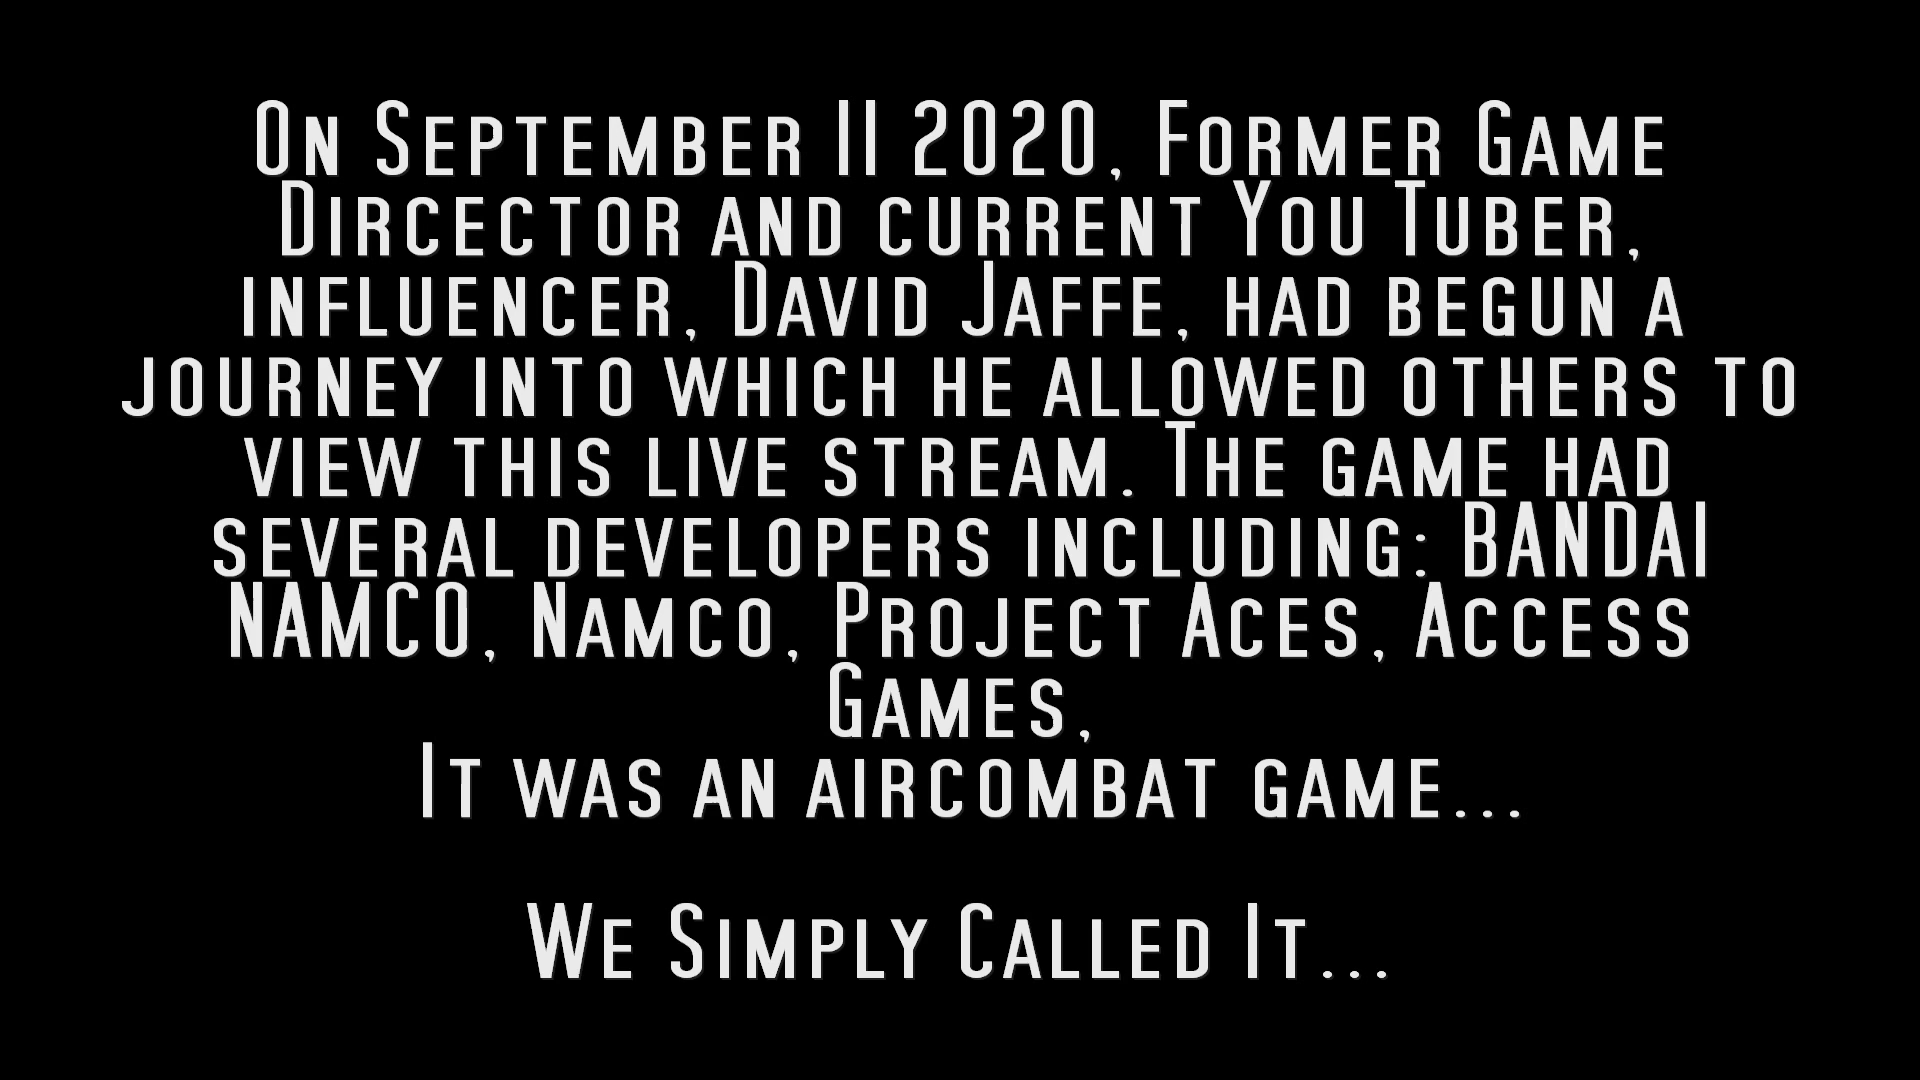 On September 11 2020, Former Game
Dircector and current You Tuber,
influencer, David Jaffe, had begun a
journey into which he allowed others to
view this live stream. The game had
several developers including: BANDAI
NAMCO, Namco, Project Aces, Access
Games,
It was an aircombat game...
We Simply Called It...